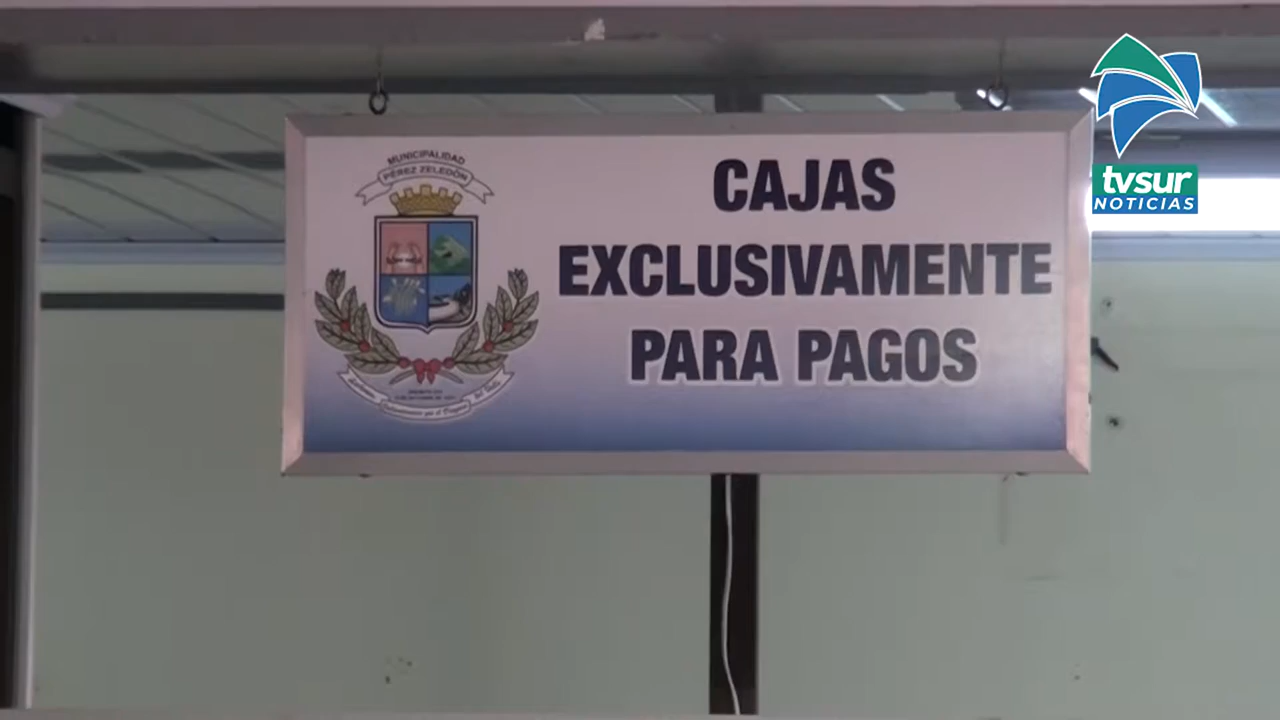 MUNICIPALIDAD
PÉREZ ZELEDÓN
CAJAS
EXCLUSIVAMENTE
PARA PAGOS
tvsur
NOTICIAS